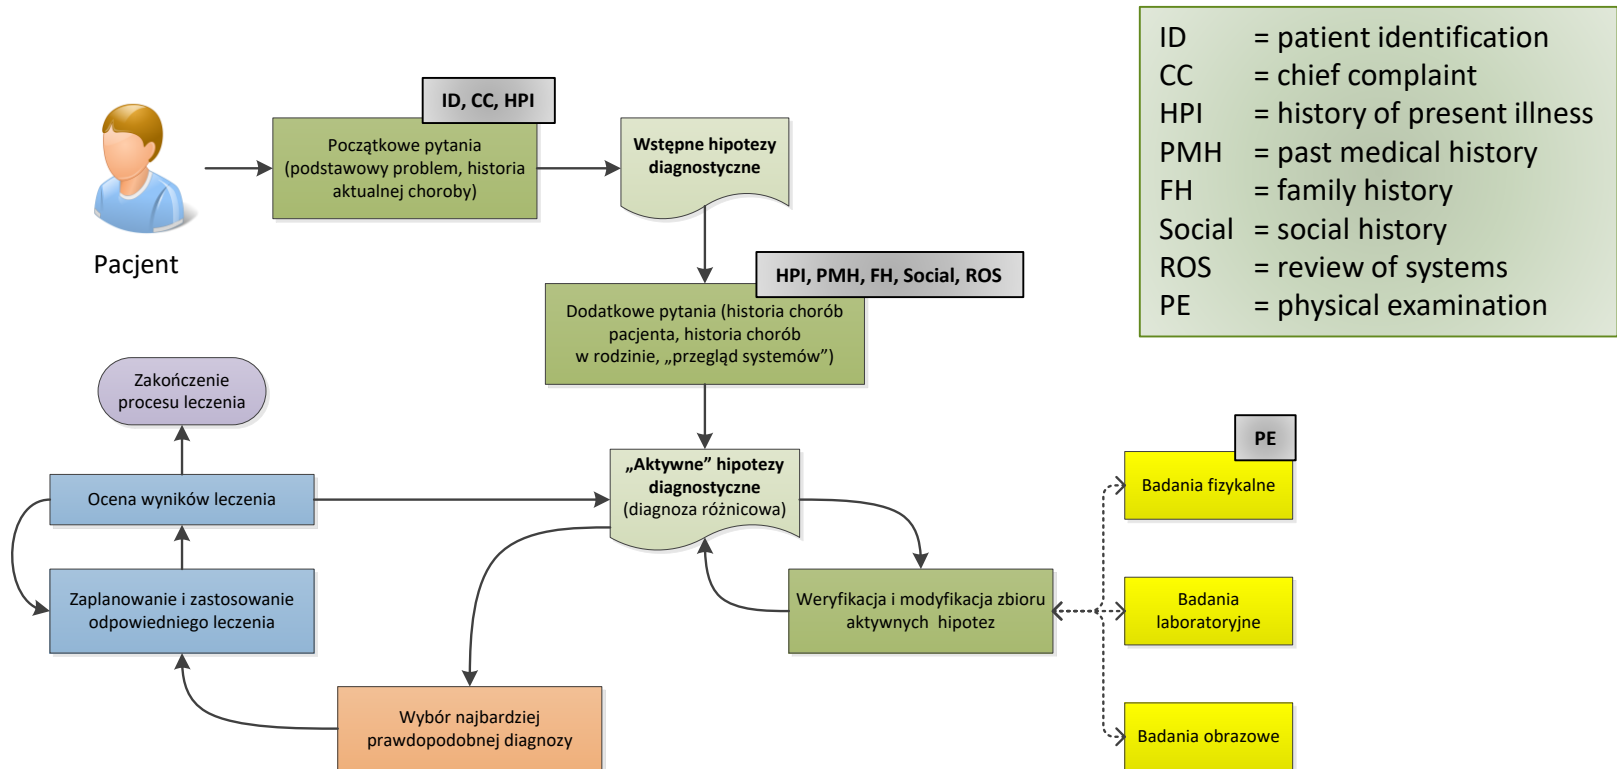 ID = patient identification
CC = chief complaint
HPI = history of present illness
PMH = past medical history
FH = family history
Social = social history
ROS = review of systems
PE = physical examination
ID, CC, HPI
Początkowe pytania
(podstawowy problem, historia
aktualnej choroby)
Wstępne hipotezy
diagnostyczne
Pacjent
HPI, PMH, FH, Social, ROS
Dodatkowe pytania (historia chorób
pacjenta, historia chorób
w rodzinie, „przegląd systemów”)
Zakończenie
procesu leczenia
PE
„Aktywne” hipotezy
diagnostyczne
(diagnoza różnicowa)
Ocena wyników leczenia
Badania fizykalne
Zaplanowanie i zastosowanie
odpowiedniego leczenia
Weryfikacja i modyfikacja zbioru
aktywnych hipotez
Badania
laboratoryjne
Wybór najbardziej
prawdopodobnej diagnozy
Badania obrazowe